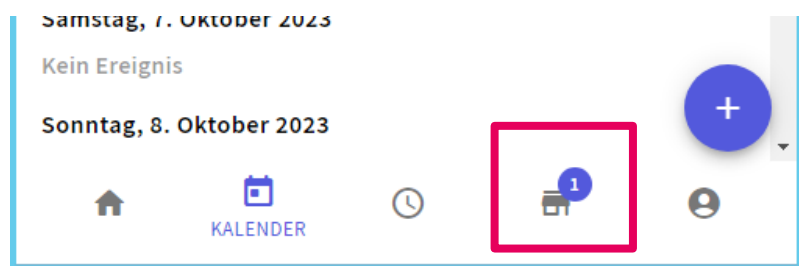 Samstag, 7. Oktober 2023
Kein Ereignis
Sonntag, 8. Oktober 2023
+
1
KALENDER